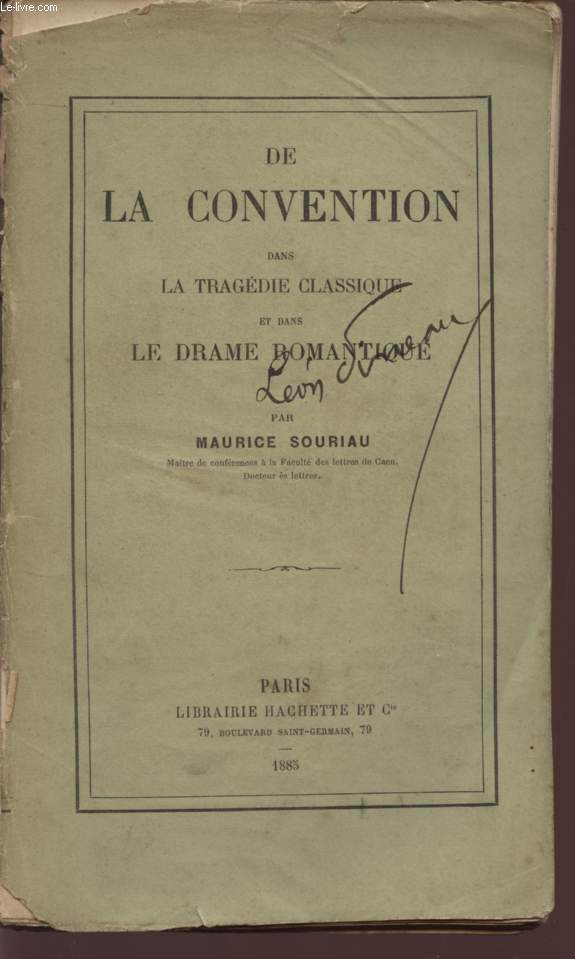 Le-livre.com
DE
LA CONVENTION
DANS
LA TRAGÉDIE CLASSIQUE
ET DANS
LE DRAME ROMANTIQUE
Léon
PAR
MAURICE SOURIAU
Maître de conférences à la Faculté des lettres de Caen.
Docteur ès lettres.
PARIS
LIBRAIRIE HACHETTE ET Cie
79, BOULEVARD SAINT-GERMAIN, 79
1885